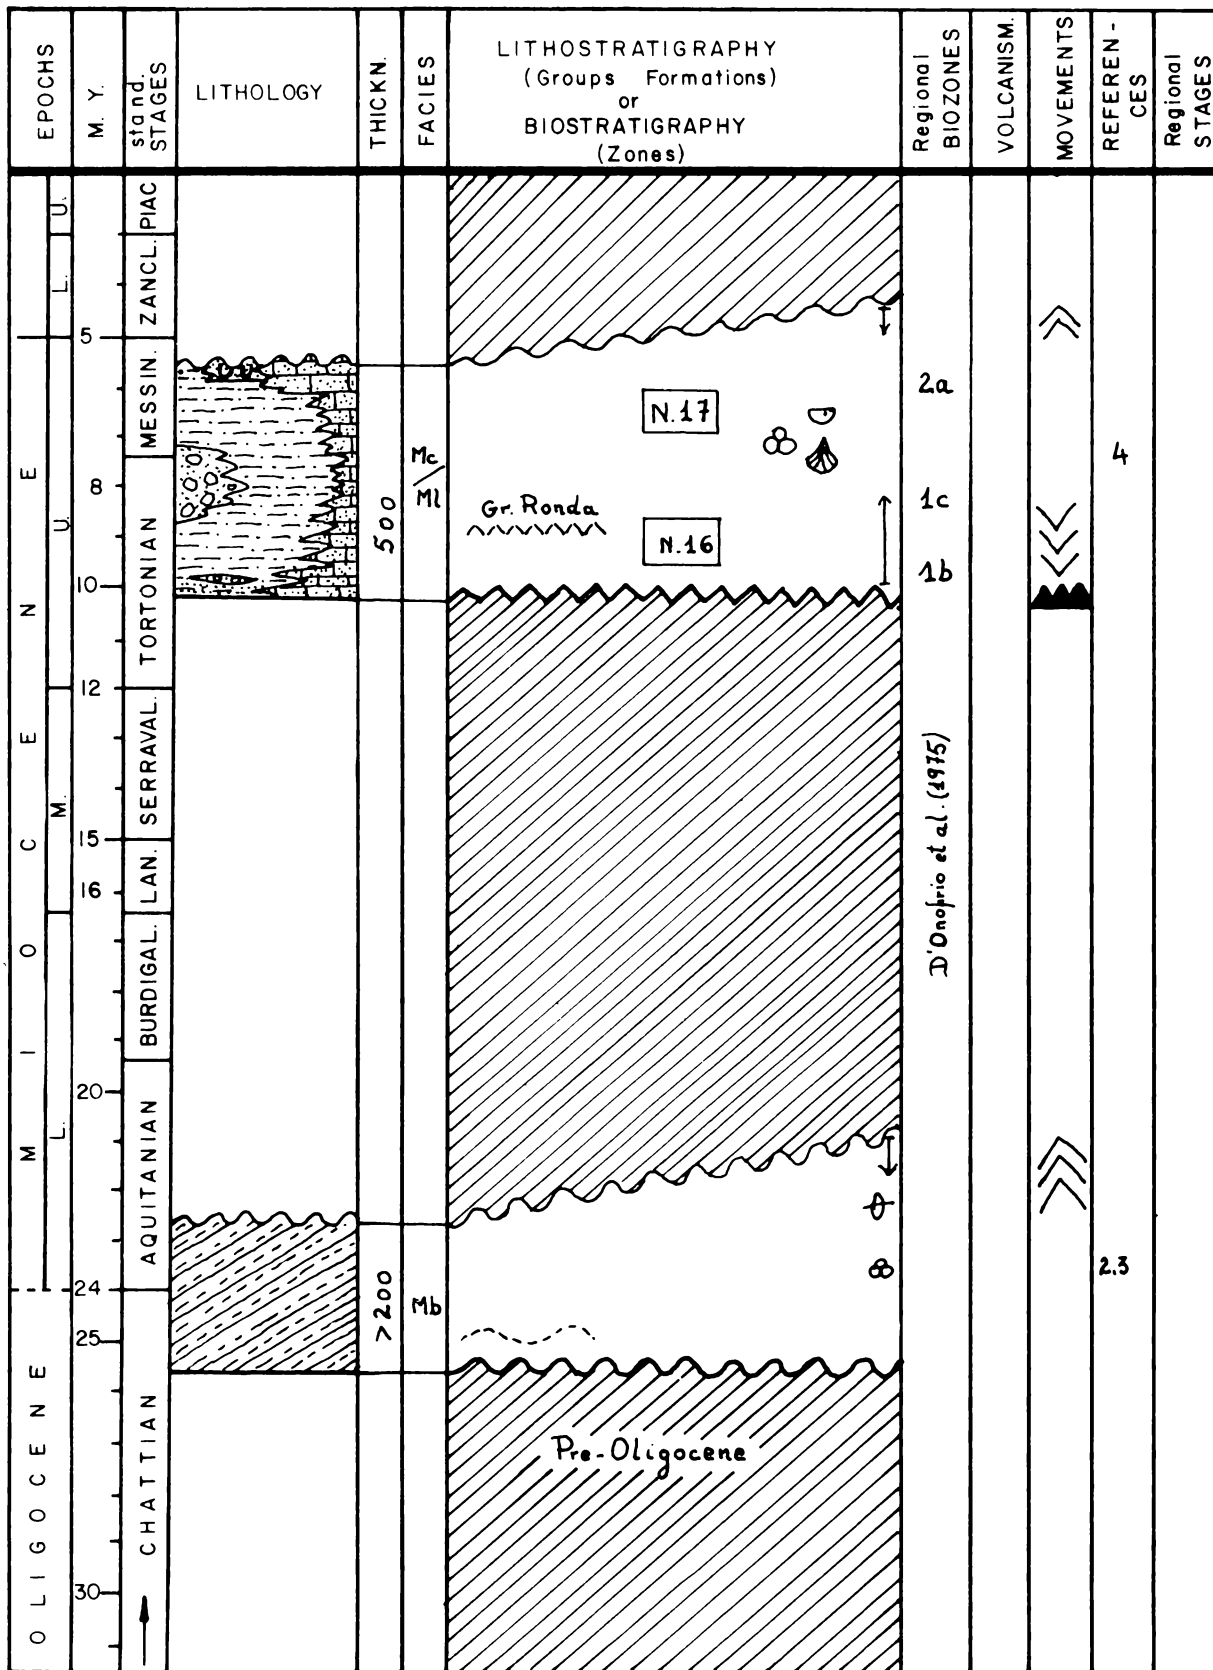 EPOCHS
M. Y.
stand.
STAGES
LITHOLOGY
THICKN.
FACIES
LITHOSTRATIGRAPHY
(Groups Formations)
or
BIOSTRATIGRAPHY
(Zones)
Regional
BIOZONES
VOLCANISM.
MOVEMENTS
REFEREN-
CES
Regional
STAGES
U.
PIAC
L.
ZANCL.
5
MIOCENE
U.
MESSIN.
2a
N.17
4
Mc
Ml
8
500
1c
Gr. Ronda
N.16
1b
10
TORTONIAN
12
M.
SERRAVAL.
D'Onofrio et al. (1975)
15
LAN.
16
BURDIGAL.
L.
20
AQUITANIAN
2.3
24
>200
Mb
25
OLIGOCENE
CHATTIAN
Pre-Oligocene
30